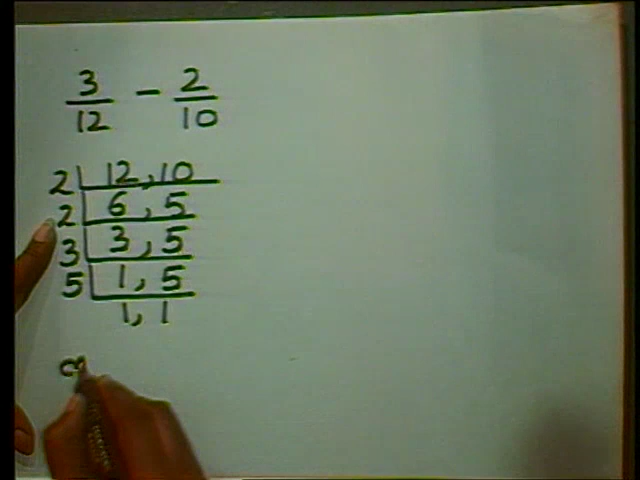 3/12 - 2/10
2 | 12, 10
2 | 6, 5
3 | 3, 5
5 | 1, 5
1, 1